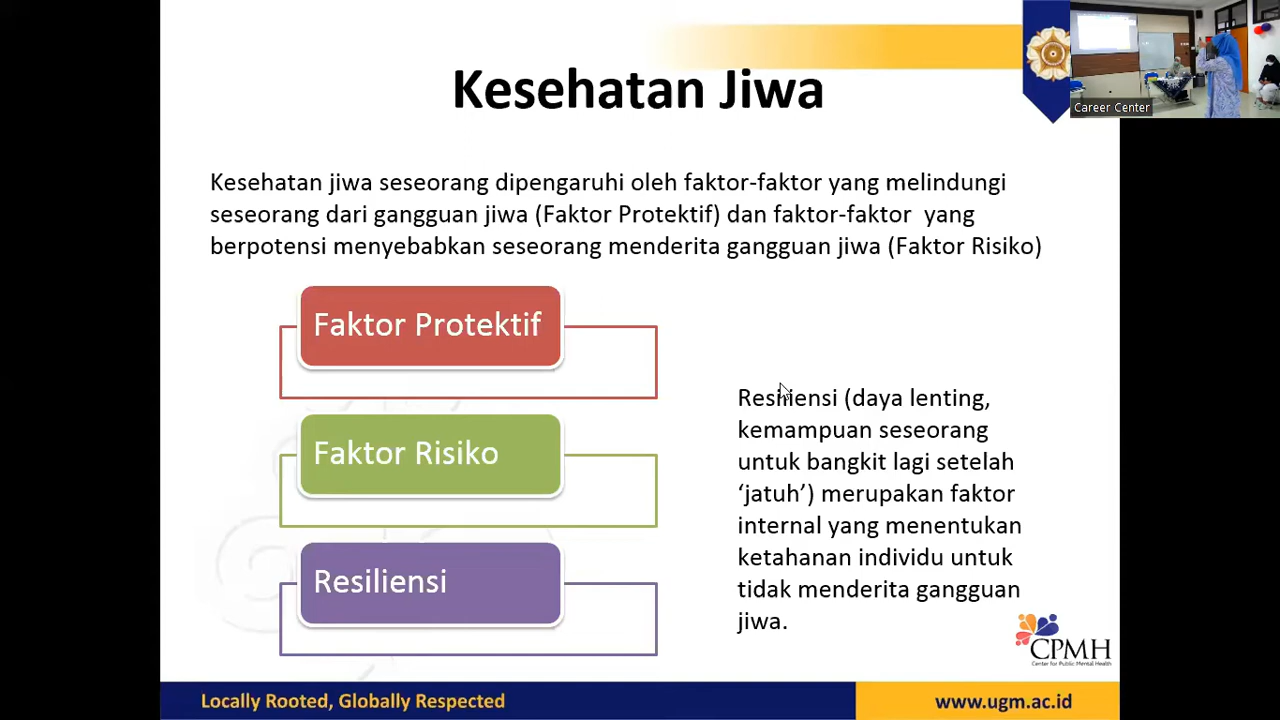 Kesehatan Jiwa
Career Center
Kesehatan jiwa seseorang dipengaruhi oleh faktor-faktor yang melindungi
seseorang dari gangguan jiwa (Faktor Protektif) dan faktor-faktor yang
berpotensi menyebabkan seseorang menderita gangguan jiwa (Faktor Risiko)
Faktor Protektif
Faktor Risiko
Resiliensi
Resiliensi (daya lenting,
kemampuan seseorang
untuk bangkit lagi setelah
‘jatuh’) merupakan faktor
internal yang menentukan
ketahanan individu untuk
tidak menderita gangguan
jiwa.
CPMH
Center for Public Mental Health
Locally Rooted, Globally Respected
www.ugm.ac.id